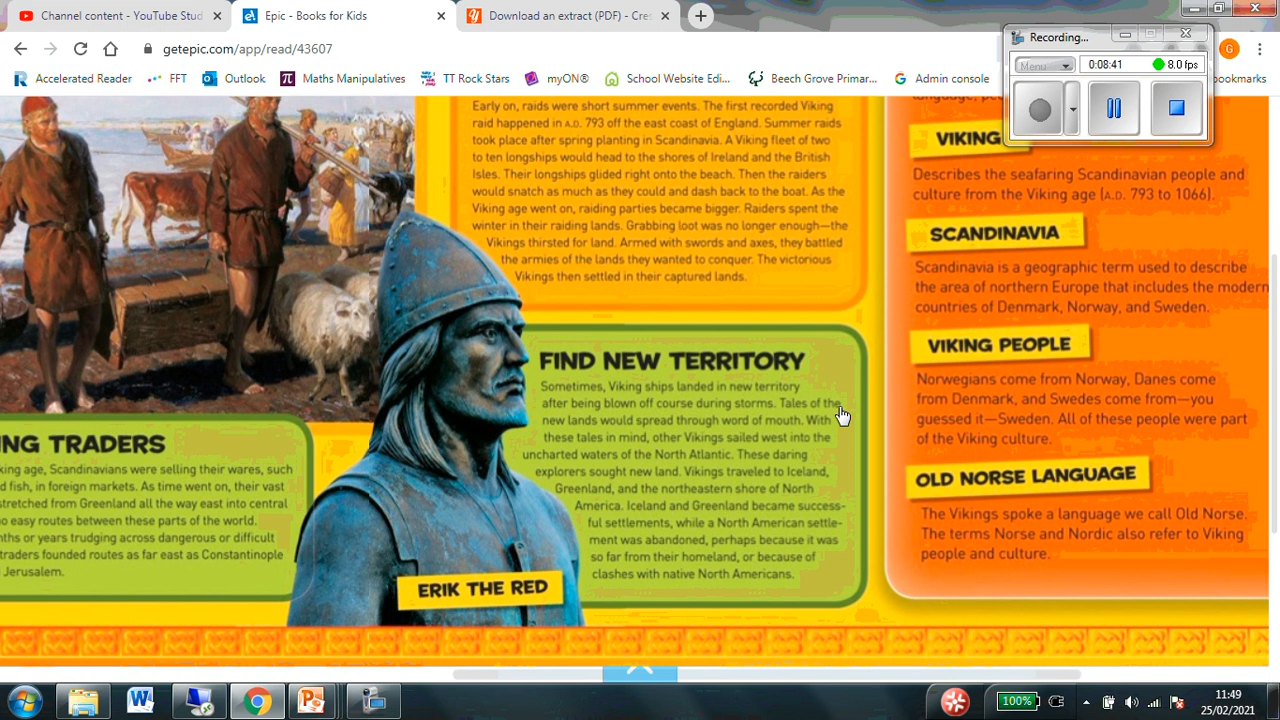 Channel content - YouTube Stud
Epic - Books for Kids
Download an extract (PDF) - Cres
getepic.com/app/read/43607
Recording...
Menu
0:08:41
8.0 fps
G
Accelerated Reader
FFT
Outlook
Maths Manipulatives
TT Rock Stars
myON®
School Website Edi...
Beech Grove Primar...
Admin console
bookmarks
Early on, raids were short summer events. The first recorded Viking
raid happened in A.D. 793 off the east coast of England. Summer raids
took place after spring planting in Scandinavia. A Viking fleet of two
to ten longships would head to the shores of Ireland and the British
Isles. Their longships glided right onto the beach. Then the raiders
would snatch as much as they could and dash back to the boat. As the
Viking age went on, raiding parties became bigger. Raiders spent the
winter in their raiding lands. Grabbing loot was no longer enough—the
Vikings thirsted for land. Armed with swords and axes, they battled
the armies of the lands they wanted to conquer. The victorious
Vikings then settled in their captured lands.
FIND NEW TERRITORY
Sometimes, Viking ships landed in new territory
after being blown off course during storms. Tales of the
new lands would spread through word of mouth. With
these tales in mind, other Vikings sailed west into the
uncharted waters of the North Atlantic. These daring
explorers sought new land. Vikings traveled to Iceland,
Greenland, and the northeastern shore of North
America. Iceland and Greenland became success-
ful settlements, while a North American settle-
ment was abandoned, perhaps because it was
so far from their homeland, or because of
clashes with native North Americans.
ERIK THE RED
ING TRADERS
king age, Scandinavians were selling their wares, such
d fish, in foreign markets. As time went on, their vast
stretched from Greenland all the way east into central
no easy routes between these parts of the world.
nths or years trudging across dangerous or difficult
traders founded routes as far east as Constantinople
Jerusalem.
VIKING
Describes the seafaring Scandinavian people and
culture from the Viking age (A.D. 793 to 1066).
SCANDINAVIA
Scandinavia is a geographic term used to describe
the area of northern Europe that includes the modern
countries of Denmark, Norway, and Sweden.
VIKING PEOPLE
Norwegians come from Norway, Danes come
from Denmark, and Swedes come from—you
guessed it—Sweden. All of these people were part
of the Viking culture.
OLD NORSE LANGUAGE
The Vikings spoke a language we call Old Norse.
The terms Norse and Nordic also refer to Viking
people and culture.
100%
11:49
25/02/2021